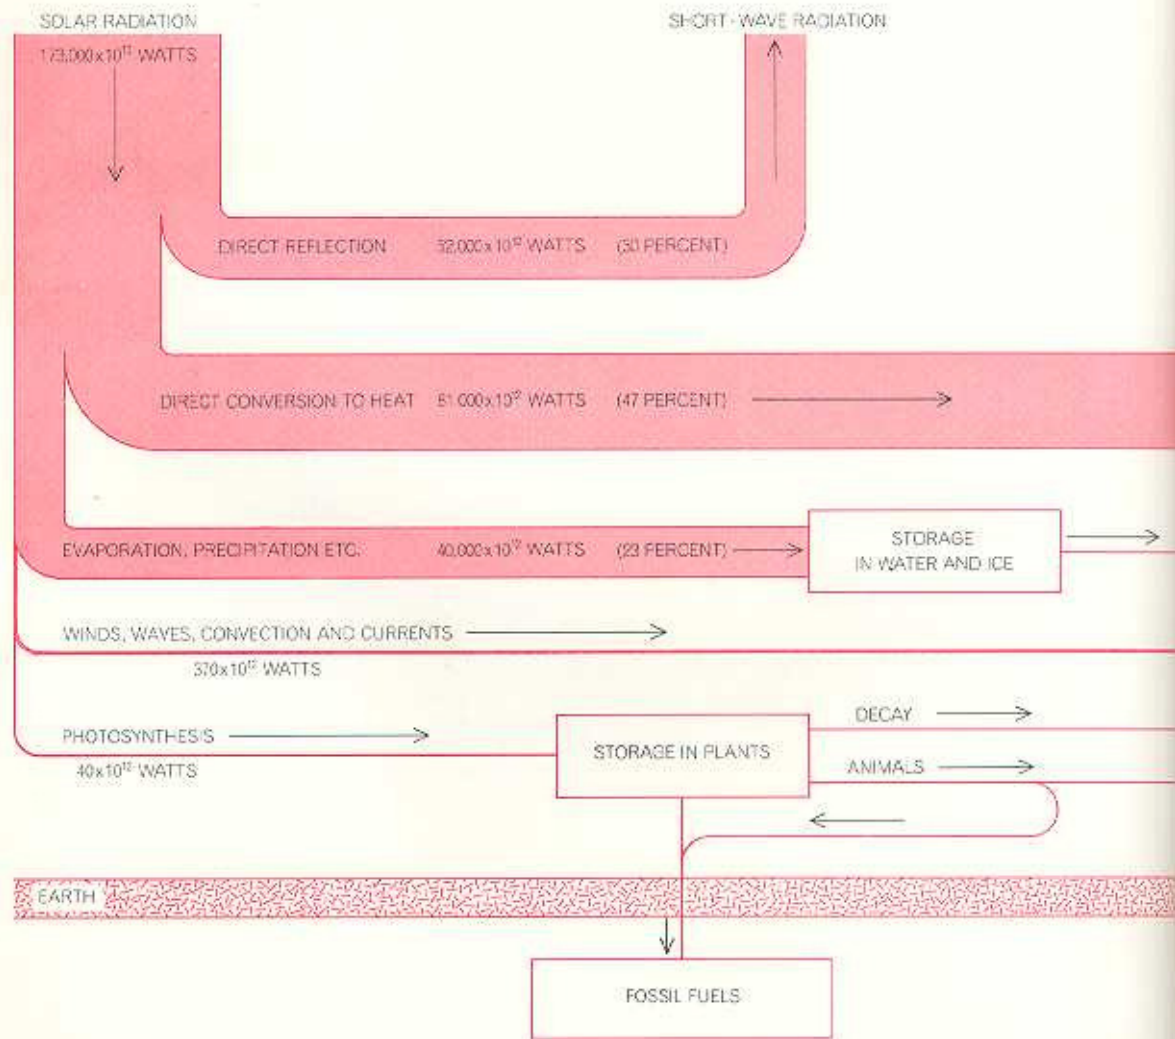 SOLAR RADIATION
173,000x10¹² WATTS
SHORT-WAVE RADIATION
DIRECT REFLECTION 52,000x10¹² WATTS (30 PERCENT)
DIRECT CONVERSION TO HEAT 81,000x10¹² WATTS (47 PERCENT)
EVAPORATION, PRECIPITATION ETC. 40,000x10¹² WATTS (23 PERCENT)
STORAGE
IN WATER AND ICE
WINDS, WAVES, CONVECTION AND CURRENTS
370x10¹² WATTS
PHOTOSYNTHESIS
40x10¹² WATTS
STORAGE IN PLANTS
DECAY
ANIMALS
EARTH
FOSSIL FUELS